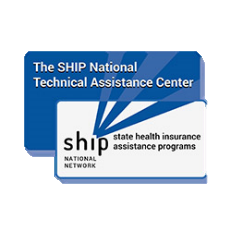 The SHIP National
Technical Assistance Center
ship
NATIONAL
NETWORK
state health insurance
assistance programs